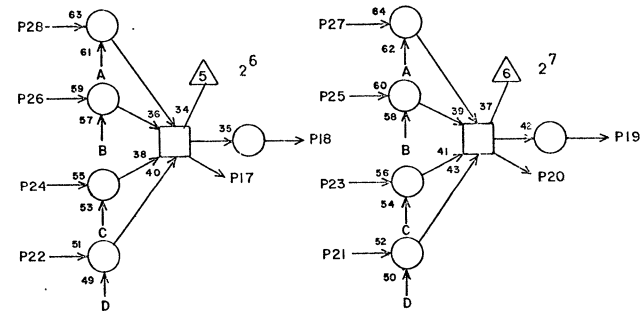 P28 63 P27 64
61 62
A A
P26 59 P25 60
57 58
B B
5 2^6 6 2^7
34 37
36 35 P18 39 42 P19
38 41
40 P17 43 P20
P24 55 P23 56
53 54
C C
P22 51 P21 52
49 50
D D